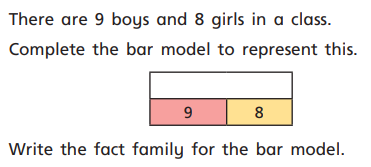 There are 9 boys and 8 girls in a class.
Complete the bar model to represent this.
9 8
Write the fact family for the bar model.